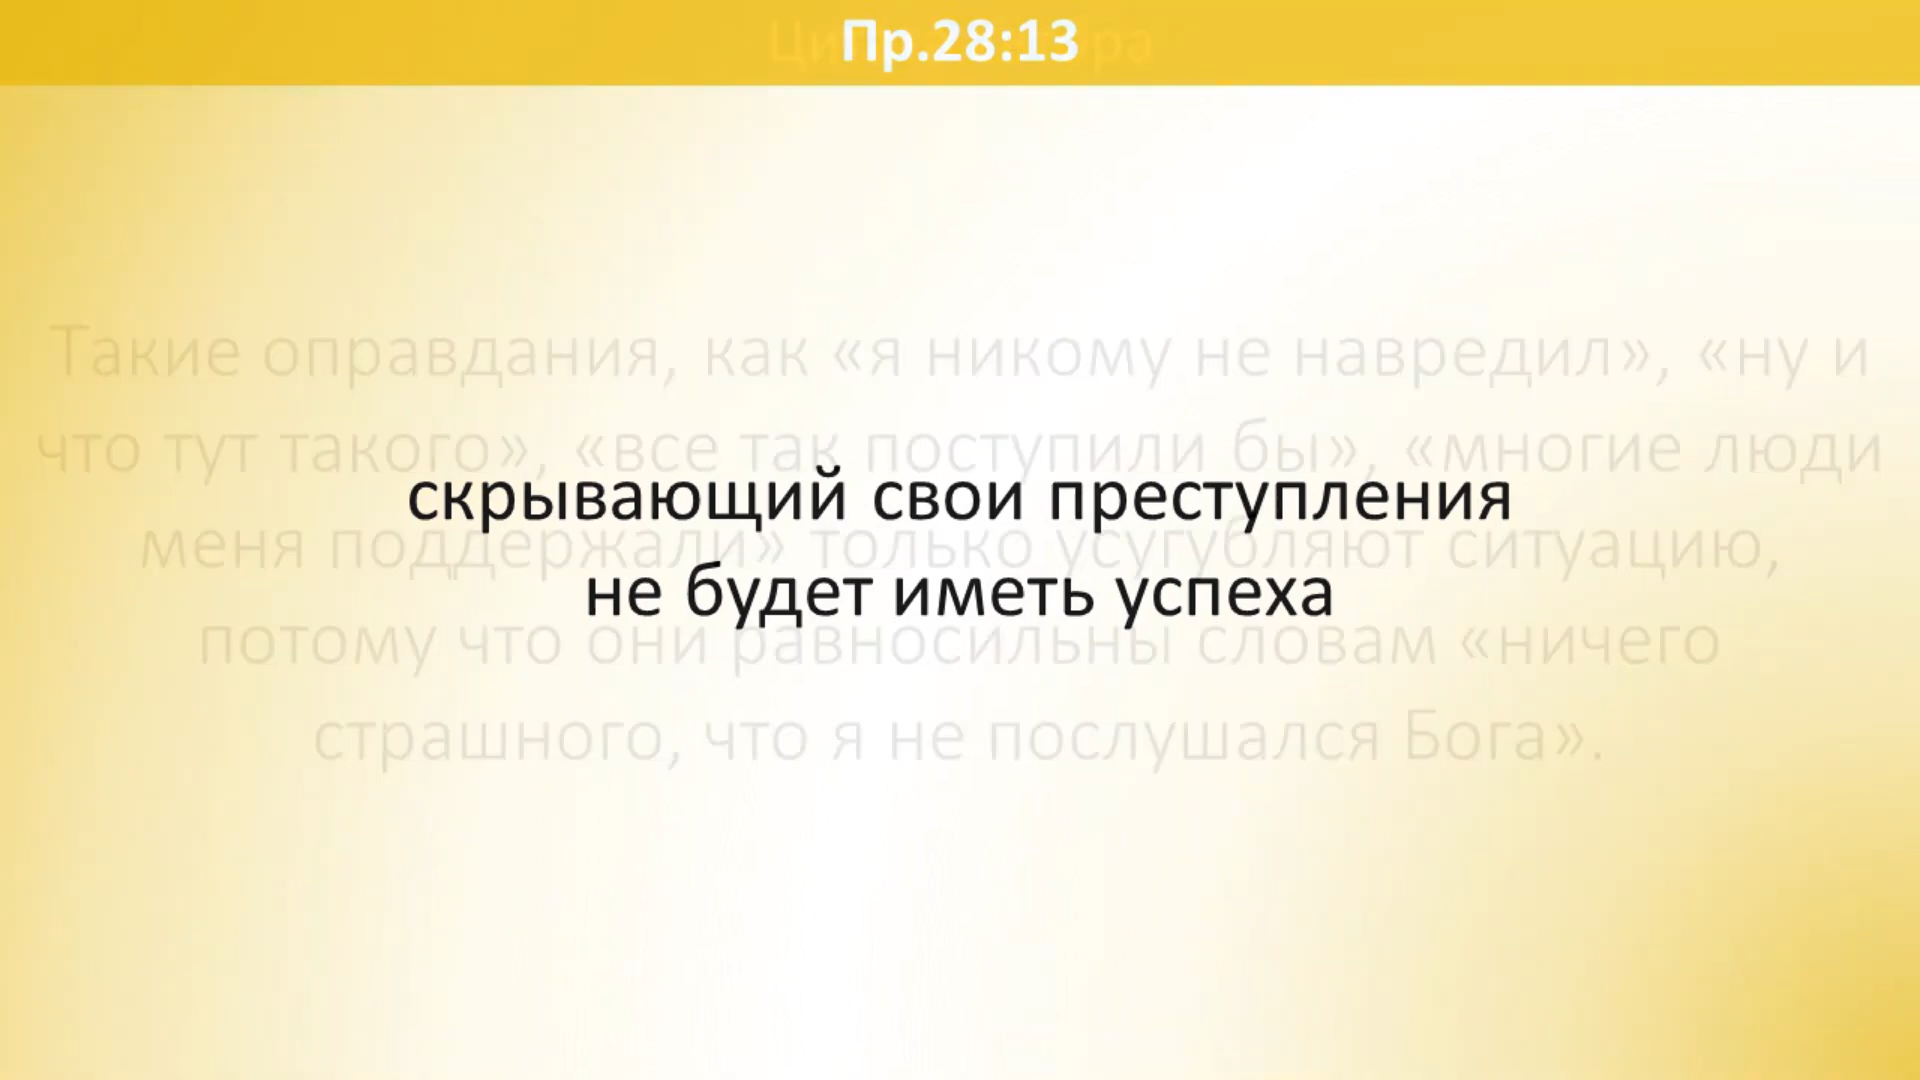 Пр.28:13
Такие оправдания, как «я никому не навредил», «ну и
что тут такого», «все так поступили бы», «многие люди
скрывающий свои преступления
меня поддержали» только усугубляют ситуацию,
не будет иметь успеха
потому что они равносильны словам «ничего
страшного, что я не послушался Бога».